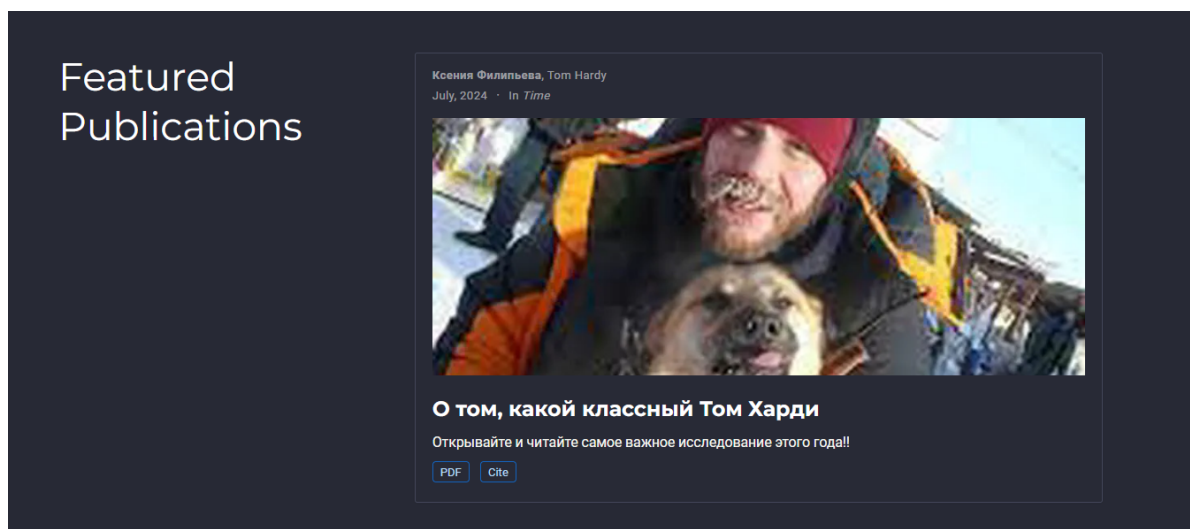 Featured
Publications
Ксения Филипьева, Tom Hardy
July, 2024 · In Time
О том, какой классный Том Харди
Открывайте и читайте самое важное исследование этого года!!
PDF Cite